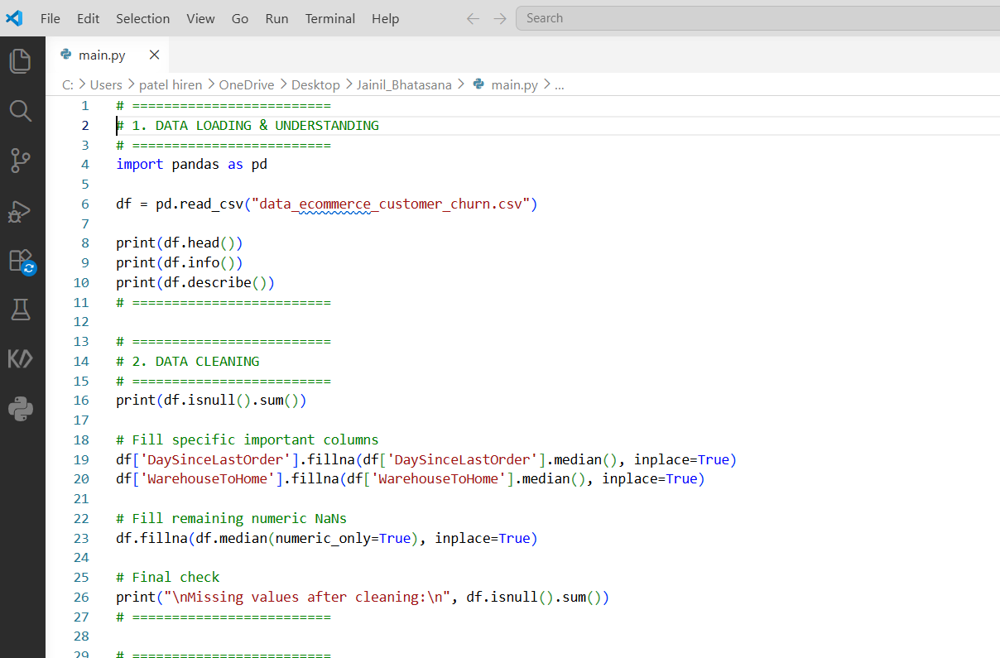 File Edit Selection View Go Run Terminal Help Search
main.py
C: Users patel hiren OneDrive Desktop Jainil_Bhatasana main.py ...
1 # =========================
2 # 1. DATA LOADING & UNDERSTANDING
3 # =========================
4 import pandas as pd
5
6 df = pd.read_csv("data_ecommerce_customer_churn.csv")
7
8 print(df.head())
9 print(df.info())
10 print(df.describe())
11 # =========================
12
13 # =========================
14 # 2. DATA CLEANING
15 # =========================
16 print(df.isnull().sum())
17
18 # Fill specific important columns
19 df['DaySinceLastOrder'].fillna(df['DaySinceLastOrder'].median(), inplace=True)
20 df['WarehouseToHome'].fillna(df['WarehouseToHome'].median(), inplace=True)
21
22 # Fill remaining numeric NaNs
23 df.fillna(df.median(numeric_only=True), inplace=True)
24
25 # Final check
26 print("\nMissing values after cleaning:\n", df.isnull().sum())
27 # =========================
28
29 # =========================